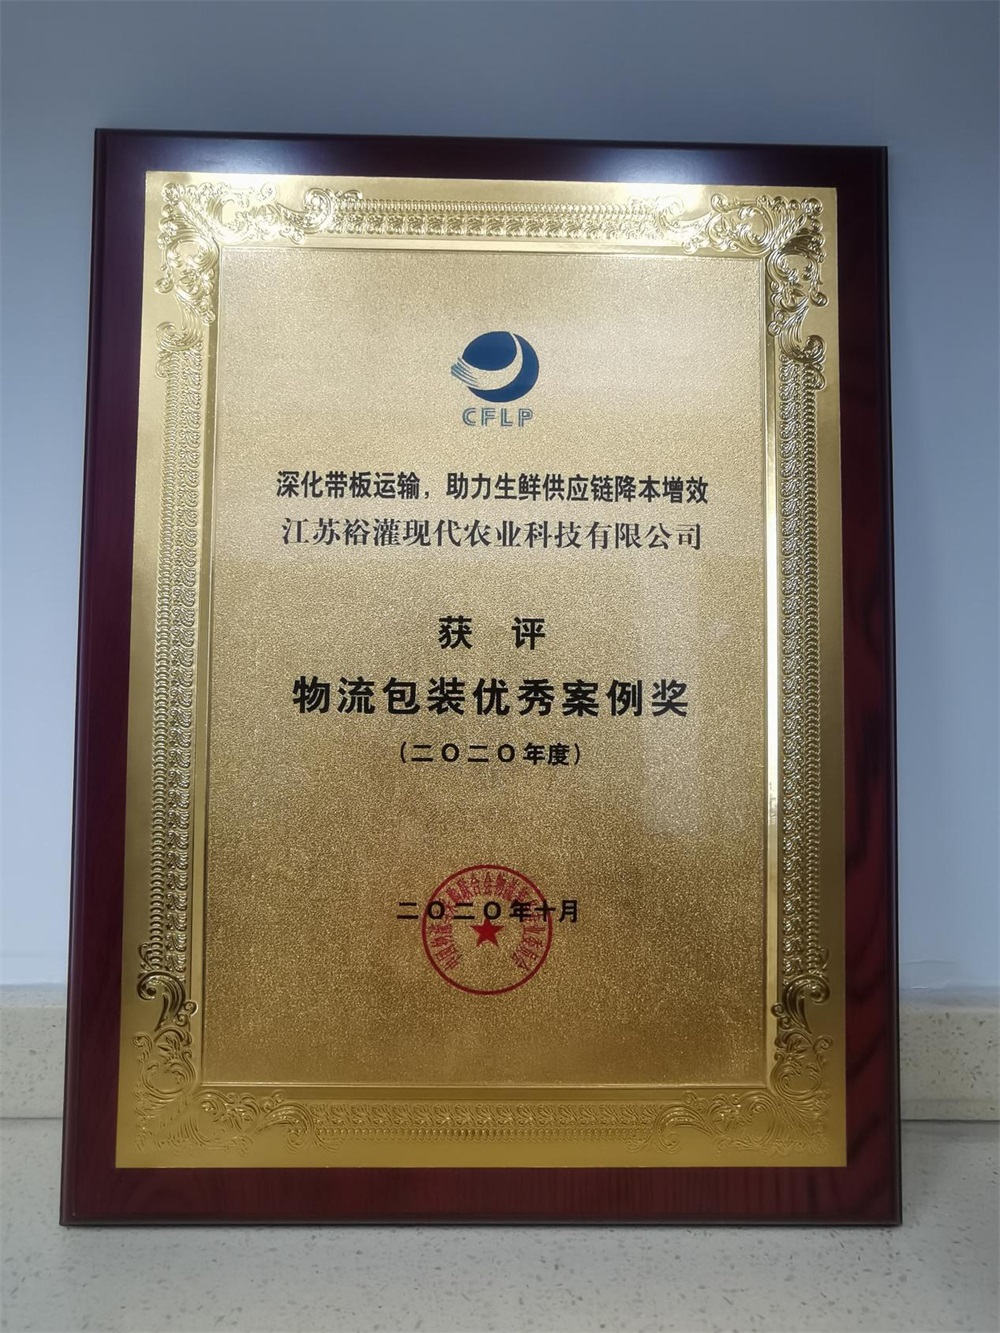 CFLP
深化带板运输，助力生鲜供应链降本增效
江苏裕灌现代农业科技有限公司
获 评
物流包装优秀案例奖
（二〇二〇年度）
二〇二〇年十月